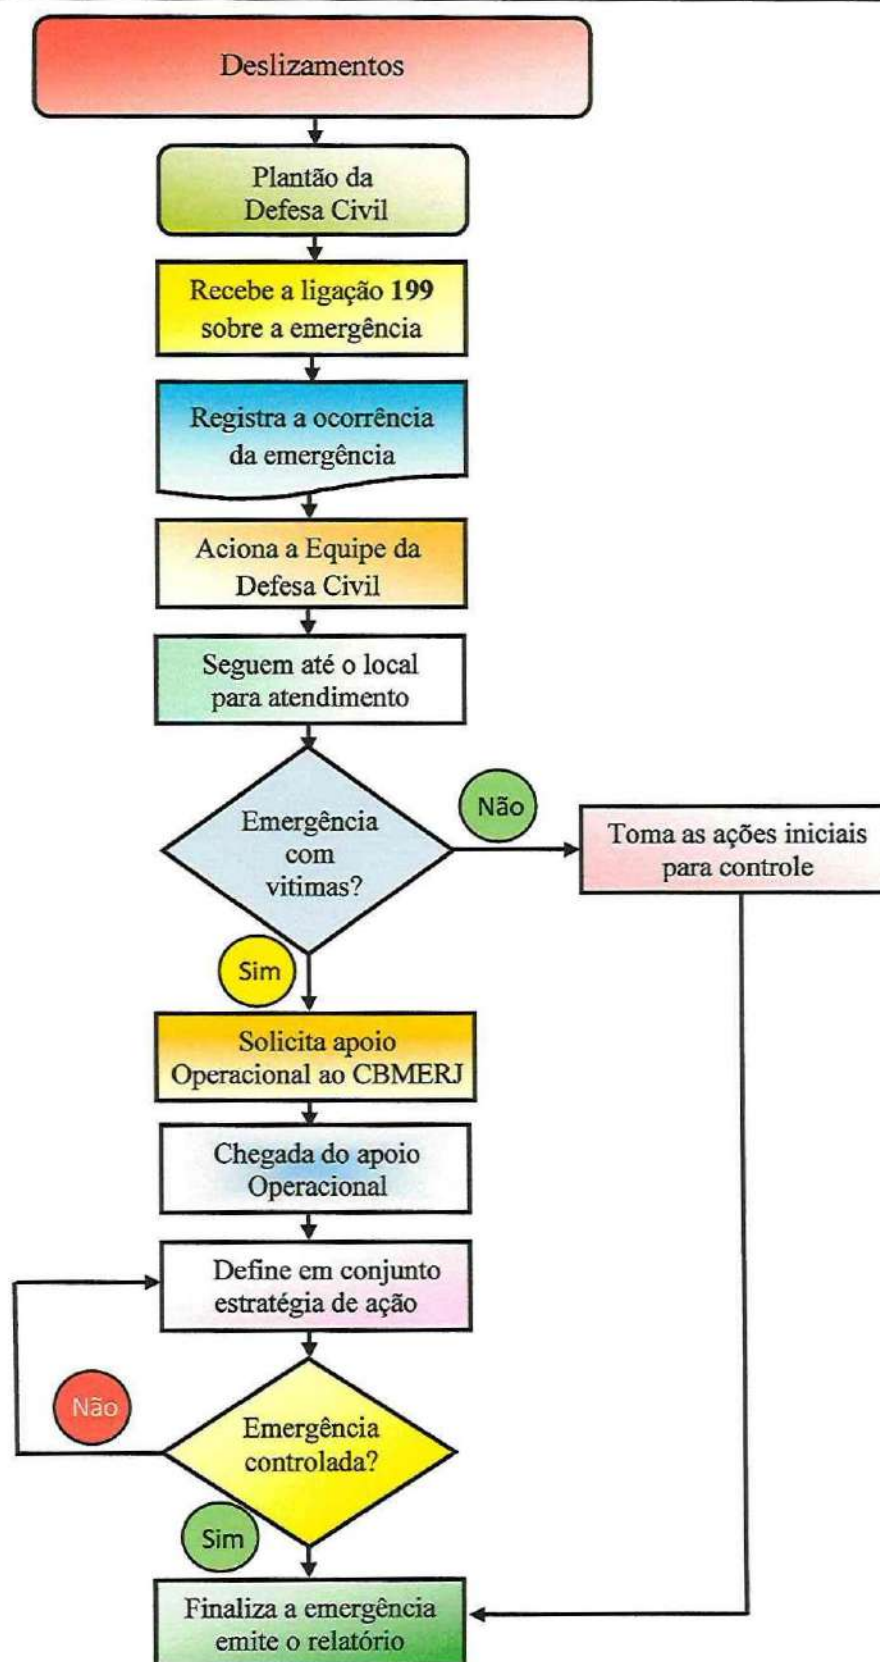 Deslizamentos
Plantão da
Defesa Civil
Recebe a ligação 199
sobre a emergência
Registra a ocorrência
da emergência
Aciona a Equipe da
Defesa Civil
Seguem até o local
para atendimento
Emergência
com
vitimas?
Não
Toma as ações iniciais
para controle
Sim
Solicita apoio
Operacional ao CBMERJ
Chegada do apoio
Operacional
Define em conjunto
estratégia de ação
Não
Emergência
controlada?
Sim
Finaliza a emergência
emite o relatório